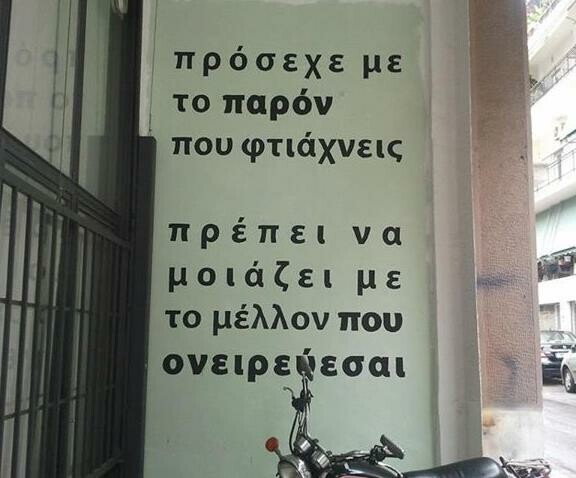 πρόσεχε με
το παρόν
που φτιάχνεις
πρέπει να
μοιάζει με
το μέλλον που
ονειρεύεσαι